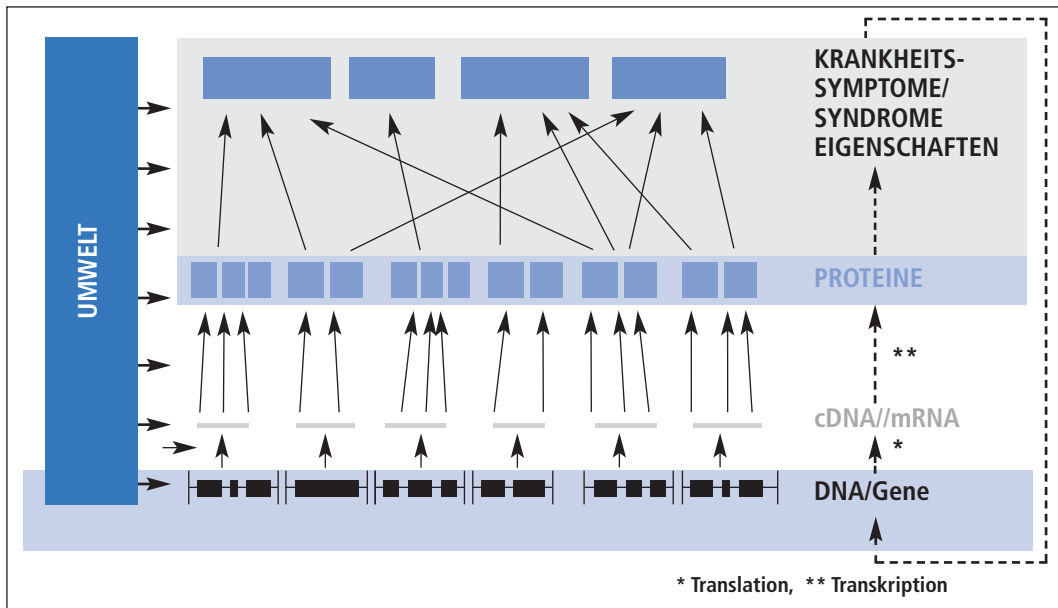 UMWELT
KRANKHEITS-
SYMPTOME/
SYNDROME
EIGENSCHAFTEN
PROTEINE
**
cDNA//mRNA
*
DNA/Gene
* Translation, ** Transkription